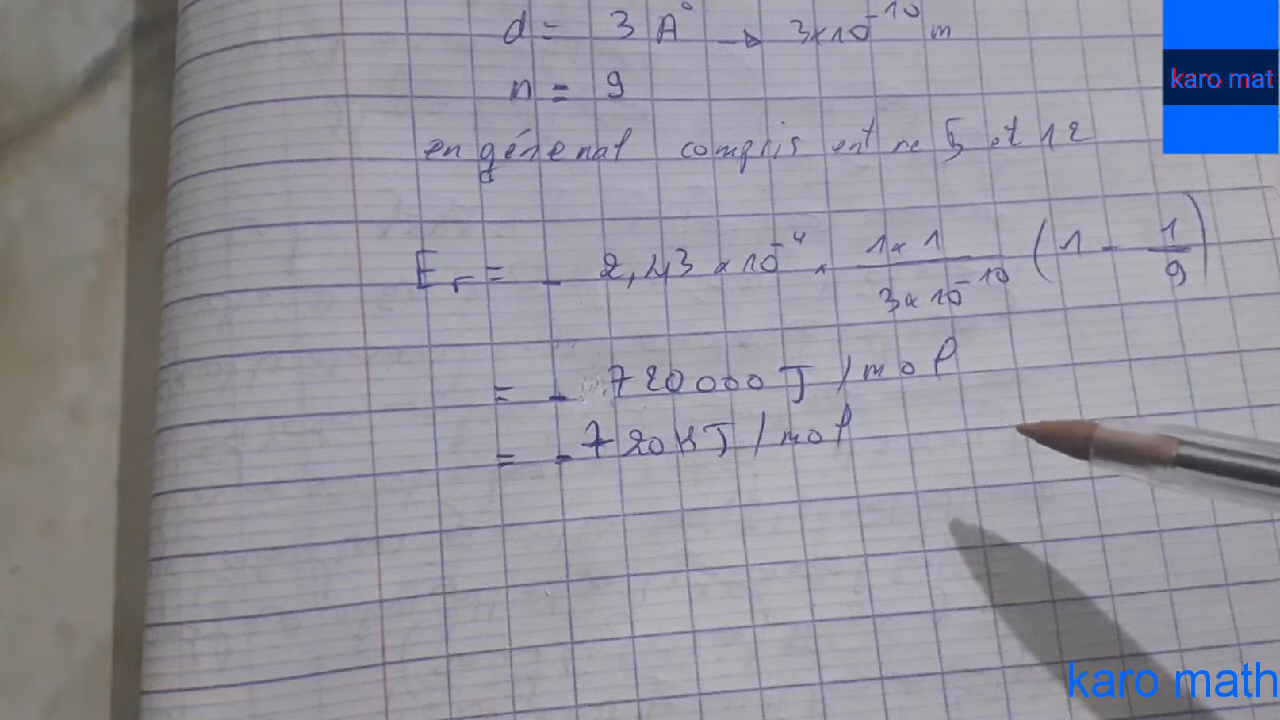 d = 3 A° → 3×10⁻¹⁰ m
karo mat
n = 9
en général compris entre 5 et 12
Er = - 2,43 × 10⁻⁴ × (1×1)/(3×10⁻¹⁰) (1 - 1/9)
= - 720000 J/mol
= - 720 KJ/mol
karo math